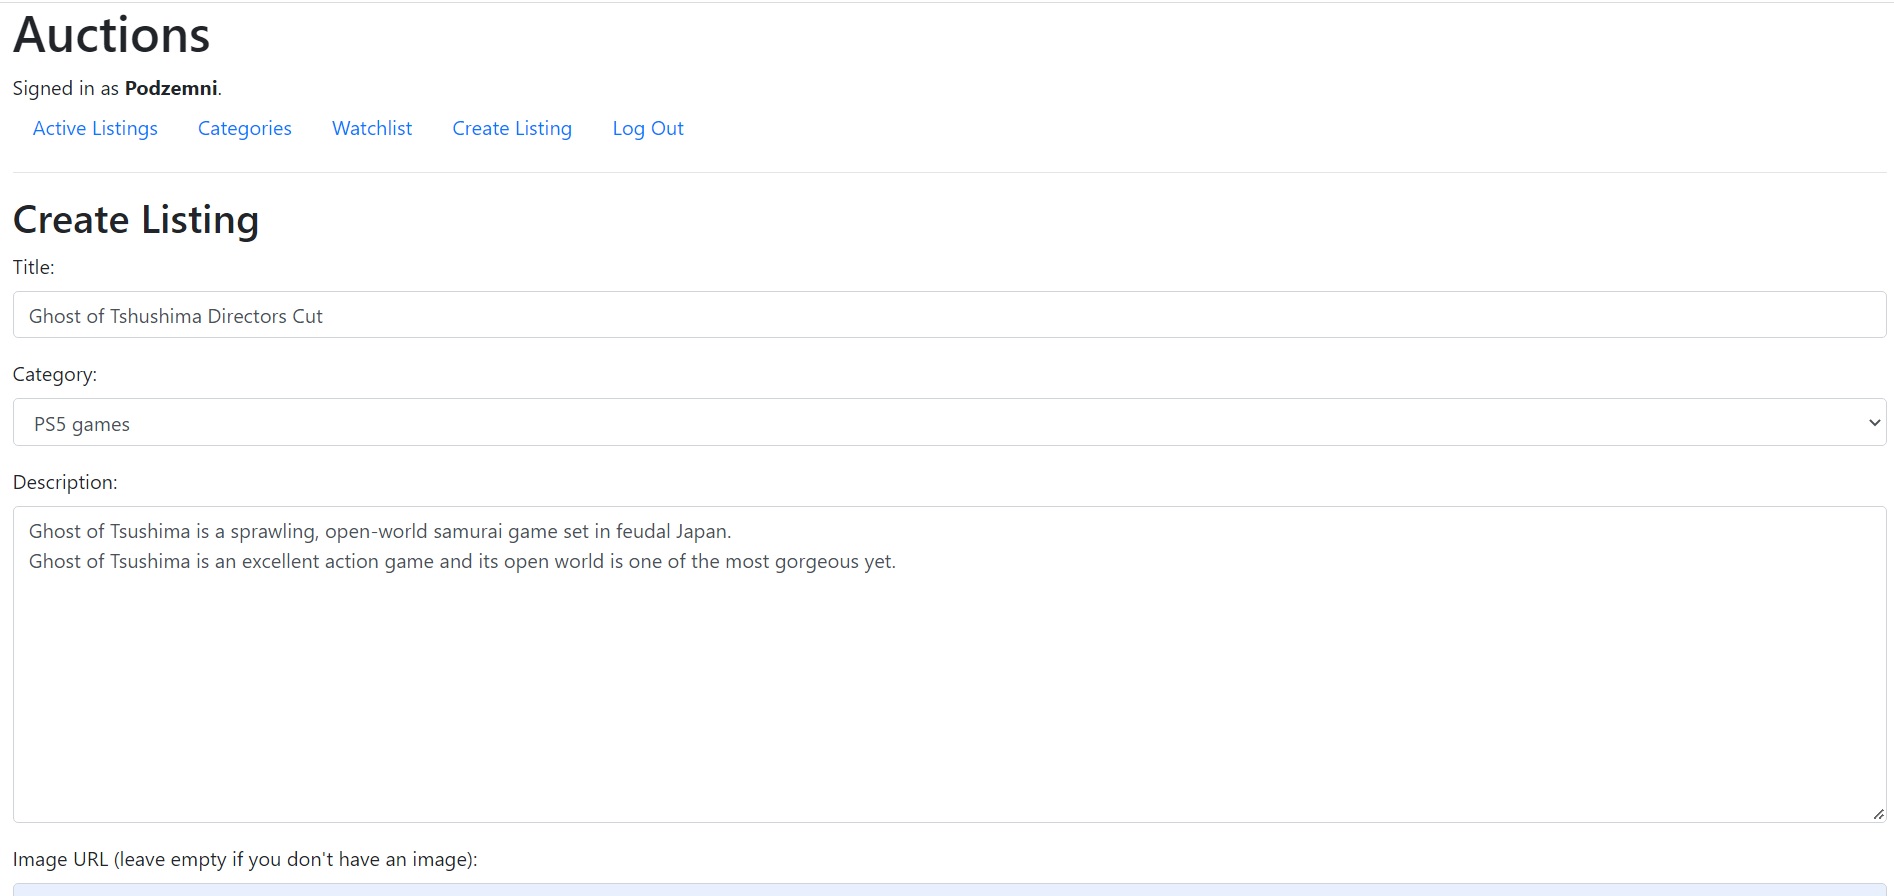 Auctions
Signed in as Podzemni.
Active Listings Categories Watchlist Create Listing Log Out
Create Listing
Title:
Ghost of Tshushima Directors Cut
Category:
PS5 games
Description:
Ghost of Tsushima is a sprawling, open-world samurai game set in feudal Japan.
Ghost of Tsushima is an excellent action game and its open world is one of the most gorgeous yet.
Image URL (leave empty if you don't have an image):